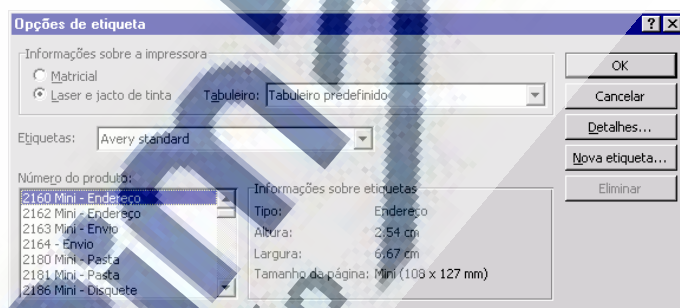 Opções de etiqueta
Informações sobre a impressora
Matricial
Laser e jacto de tinta
Tabuleiro: Tabuleiro predefinido
Etiquetas: Avery standard
Número do produto:
2160 Mini - Endereço
2162 Mini - Endereço
2163 Mini - Envio
2164 - Envio
2180 Mini - Pasta
2181 Mini - Pasta
2186 Mini - Disquete
Informações sobre etiquetas
Tipo: Endereço
Altura: 2.54 cm
Largura: 6.67 cm
Tamanho da página: Mini (108 x 127 mm)
OK
Cancelar
Detalhes...
Nova etiqueta...
Eliminar